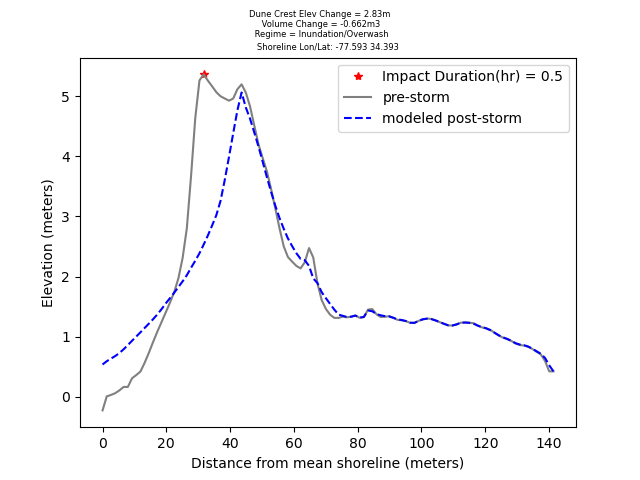 Dune Crest Elev Change = 2.83m
Volume Change = -0.662m3
Regime = Inundation/Overwash
Shoreline Lon/Lat: -77.593 34.393
Impact Duration(hr) = 0.5
pre-storm
modeled post-storm
Elevation (meters)
5
4
3
2
1
0
0 20 40 60 80 100 120 140
Distance from mean shoreline (meters)